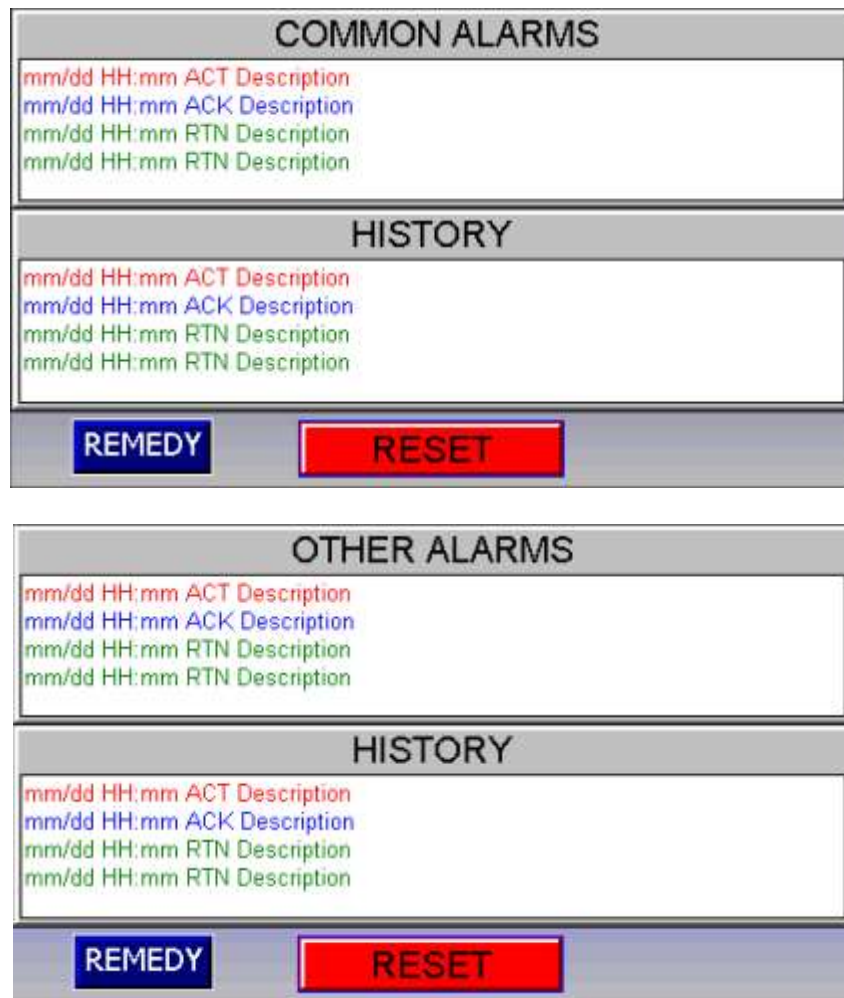 COMMON ALARMS
mm/dd HH:mm ACT Description
mm/dd HH:mm ACK Description
mm/dd HH:mm RTN Description
mm/dd HH:mm RTN Description
HISTORY
mm/dd HH:mm ACT Description
mm/dd HH:mm ACK Description
mm/dd HH:mm RTN Description
mm/dd HH:mm RTN Description
REMEDY RESET
OTHER ALARMS
mm/dd HH:mm ACT Description
mm/dd HH:mm ACK Description
mm/dd HH:mm RTN Description
mm/dd HH:mm RTN Description
HISTORY
mm/dd HH:mm ACT Description
mm/dd HH:mm ACK Description
mm/dd HH:mm RTN Description
mm/dd HH:mm RTN Description
REMEDY RESET